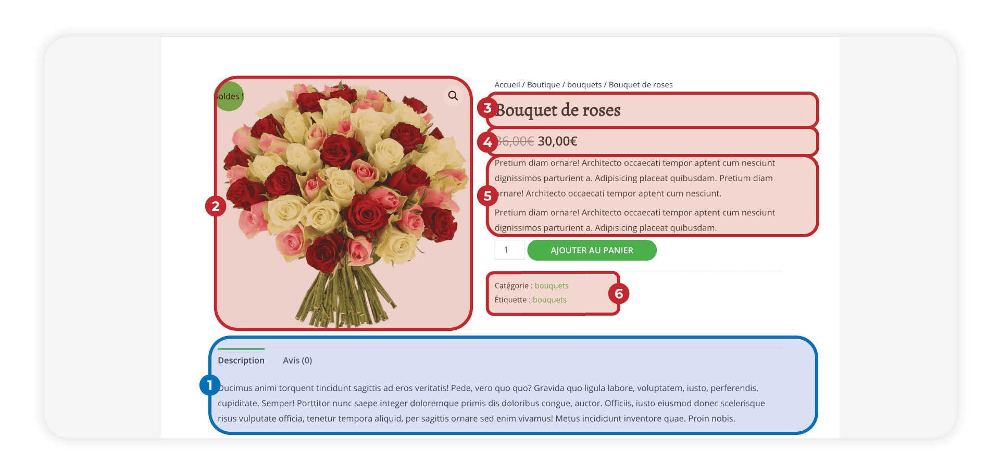 Soldes !
2
Accueil / Boutique / bouquets / Bouquet de roses
3
Bouquet de roses
4
36,00€ 30,00€
5
Pretium diam ornare! Architecto occaecati tempor aptent cum nesciunt
dignissimos parturient a. Adipisicing placeat quibusdam. Pretium diam
ornare! Architecto occaecati tempor aptent cum nesciunt.
Pretium diam ornare! Architecto occaecati tempor aptent cum nesciunt
dignissimos parturient a. Adipisicing placeat quibusdam.
1 AJOUTER AU PANIER
Catégorie : bouquets
Étiquette : bouquets
6
Description Avis (0)
1
Ducimus animi torquent tincidunt sagittis ad eros veritatis! Pede, vero quo quo? Gravida quo ligula labore, voluptatem, iusto, perferendis,
cupiditate. Semper! Porttitor nunc saepe integer doloremque primis dis doloribus congue, auctor. Officiis, iusto eiusmod donec scelerisque
risus vulputate officia, tenetur tempora aliquid, per sagittis ornare sed enim vivamus! Metus incididunt inventore quae. Proin nobis.